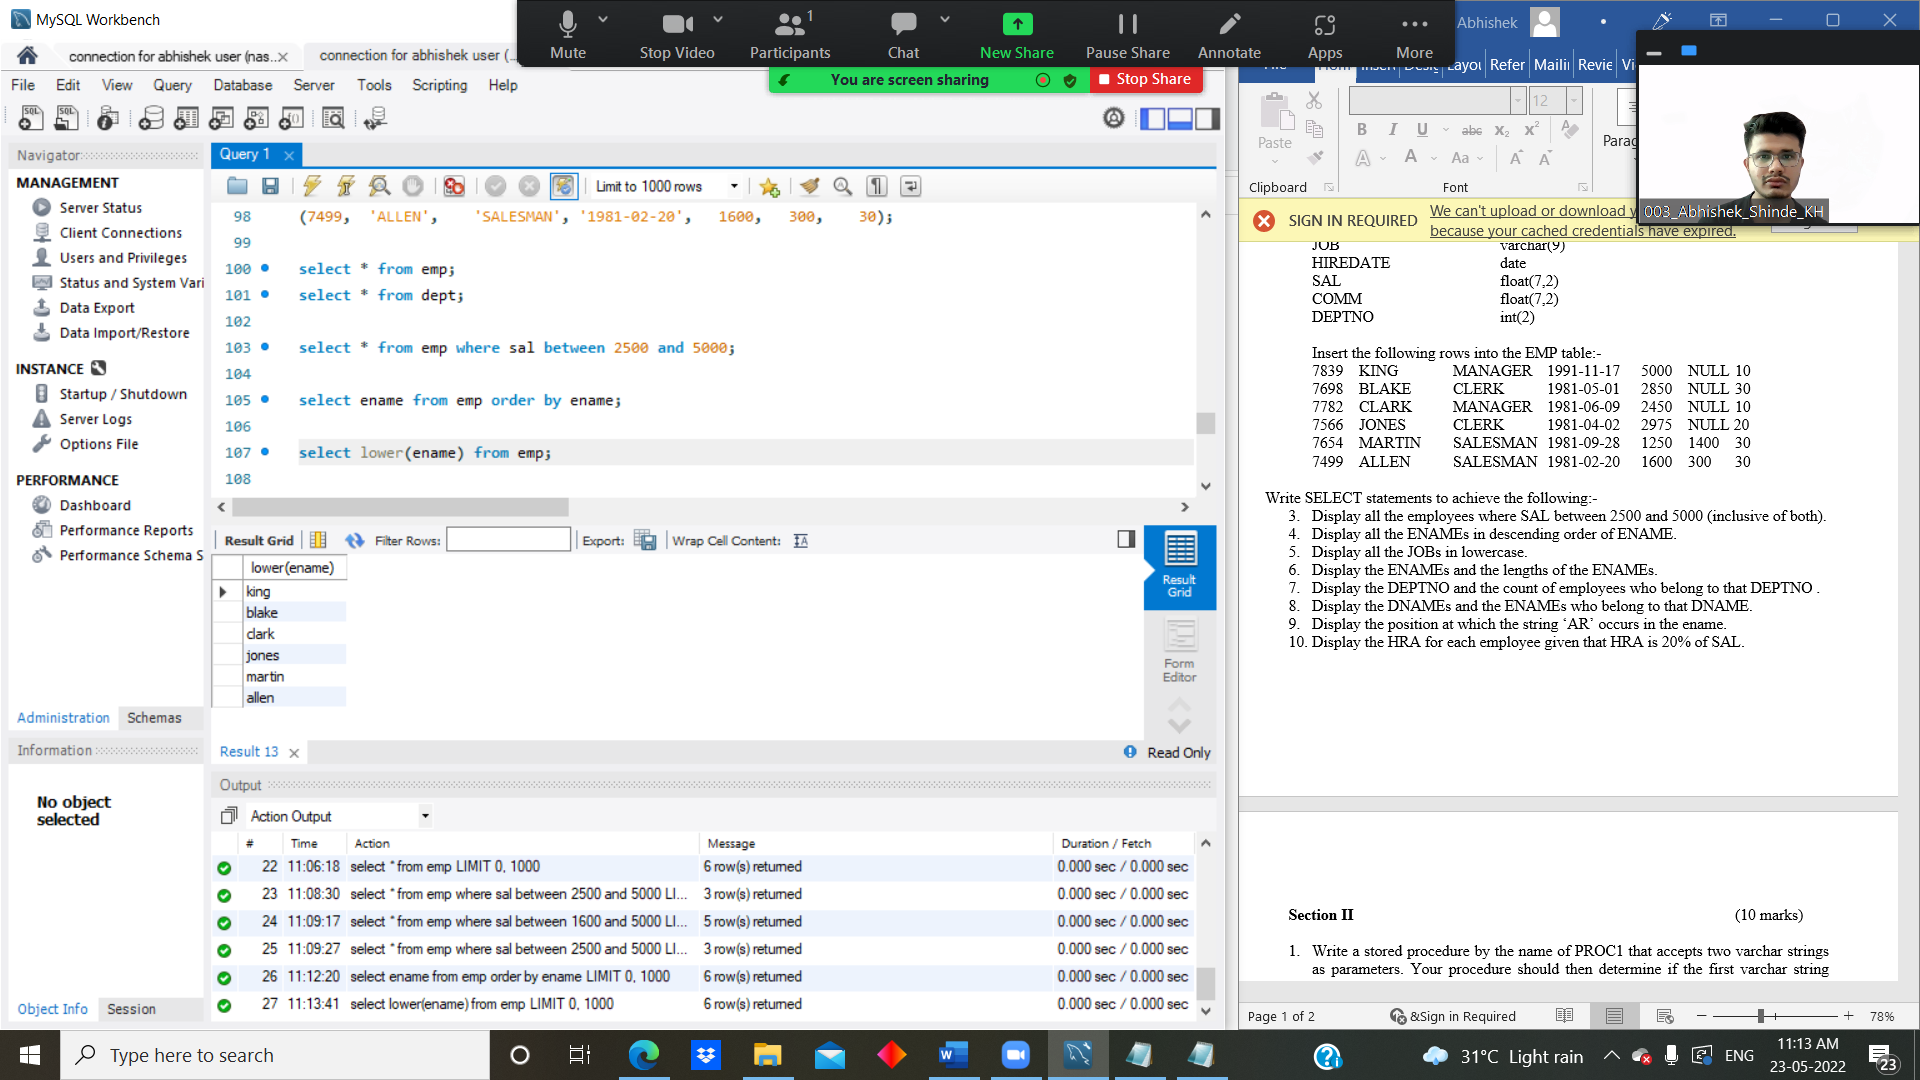 MySQL Workbench
connection for abhishek user (nas...
connection for abhishek user (...
File Edit View Query Database Server Tools Scripting Help
Mute
Stop Video
Participants
1
Chat
New Share
Pause Share
Annotate
Apps
More
You are screen sharing
Stop Share
Abhishek
Navigator
MANAGEMENT
Server Status
Client Connections
Users and Privileges
Status and System Vari
Data Export
Data Import/Restore
INSTANCE
Startup / Shutdown
Server Logs
Options File
PERFORMANCE
Dashboard
Performance Reports
Performance Schema S
Administration Schemas
Information
No object
selected
Object Info Session
Query 1
Limit to 1000 rows
98 (7499, 'ALLEN', 'SALESMAN', '1981-02-20', 1600, 300, 30);
99
100 select * from emp;
101 select * from dept;
102
103 select * from emp where sal between 2500 and 5000;
104
105 select ename from emp order by ename;
106
107 select lower(ename) from emp;
108
Result Grid Filter Rows: Export: Wrap Cell Content:
lower(ename)
king
blake
clark
jones
martin
allen
Result
Grid
Form
Editor
Result 13
Read Only
Output
Action Output
# Time Action Message Duration / Fetch
22 11:06:18 select * from emp LIMIT 0, 1000 6 row(s) returned 0.000 sec / 0.000 sec
23 11:08:30 select * from emp where sal between 2500 and 5000 LI... 3 row(s) returned 0.000 sec / 0.000 sec
24 11:09:17 select * from emp where sal between 1600 and 5000 LI... 5 row(s) returned 0.000 sec / 0.000 sec
25 11:09:27 select * from emp where sal between 2500 and 5000 LI... 3 row(s) returned 0.000 sec / 0.000 sec
26 11:12:20 select ename from emp order by ename LIMIT 0, 1000 6 row(s) returned 0.000 sec / 0.000 sec
27 11:13:41 select lower(ename) from emp LIMIT 0, 1000 6 row(s) returned 0.000 sec / 0.000 sec
Refer Mailin Revie
Paste
12
Parag
Clipboard
Font
003_Abhishek_Shinde_KH
SIGN IN REQUIRED
We can't upload or download y
because your cached credentials have expired.
JOB varchar(9)
HIREDATE date
SAL float(7,2)
COMM float(7,2)
DEPTNO int(2)
Insert the following rows into the EMP table:-
7839 KING MANAGER 1991-11-17 5000 NULL 10
7698 BLAKE CLERK 1981-05-01 2850 NULL 30
7782 CLARK MANAGER 1981-06-09 2450 NULL 10
7566 JONES CLERK 1981-04-02 2975 NULL 20
7654 MARTIN SALESMAN 1981-09-28 1250 1400 30
7499 ALLEN SALESMAN 1981-02-20 1600 300 30
Write SELECT statements to achieve the following:-
3. Display all the employees where SAL between 2500 and 5000 (inclusive of both).
4. Display all the ENAMEs in descending order of ENAME.
5. Display all the JOBs in lowercase.
6. Display the ENAMEs and the lengths of the ENAMEs.
7. Display the DEPTNO and the count of employees who belong to that DEPTNO .
8. Display the DNAMEs and the ENAMEs who belong to that DNAME.
9. Display the position at which the string ‘AR’ occurs in the ename.
10. Display the HRA for each employee given that HRA is 20% of SAL.
Section II (10 marks)
1. Write a stored procedure by the name of PROC1 that accepts two varchar strings
as parameters. Your procedure should then determine if the first varchar string
Page 1 of 2
&Sign in Required
78%
Type here to search
31°C Light rain
ENG
11:13 AM
23-05-2022
23